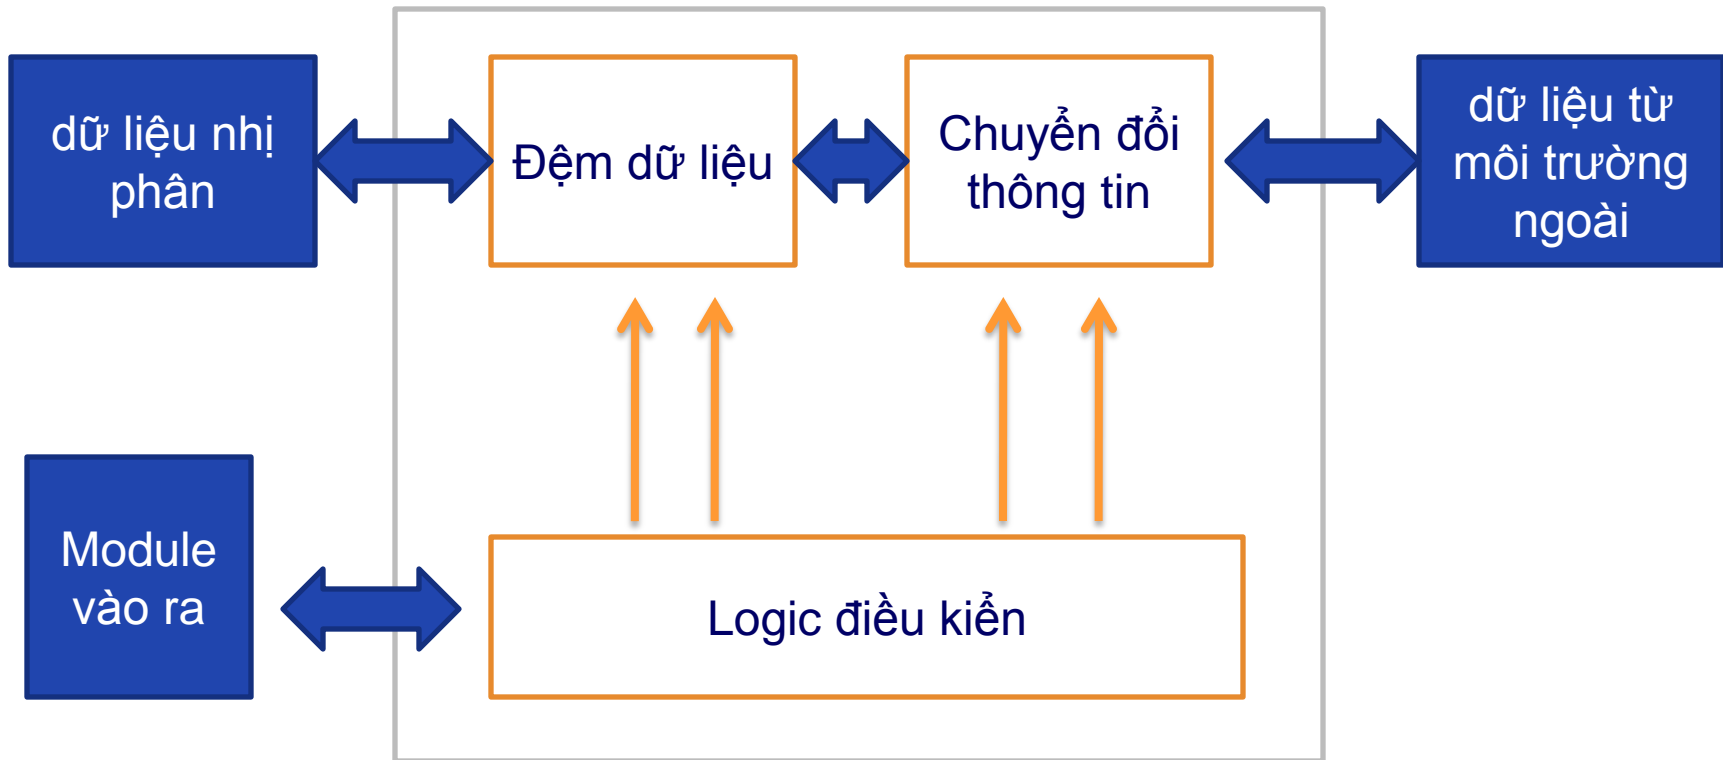 dữ liệu nhị
phân
Đệm dữ liệu
Chuyển đổi
thông tin
dữ liệu từ
môi trường
ngoài
Module
vào ra
Logic điều kiển